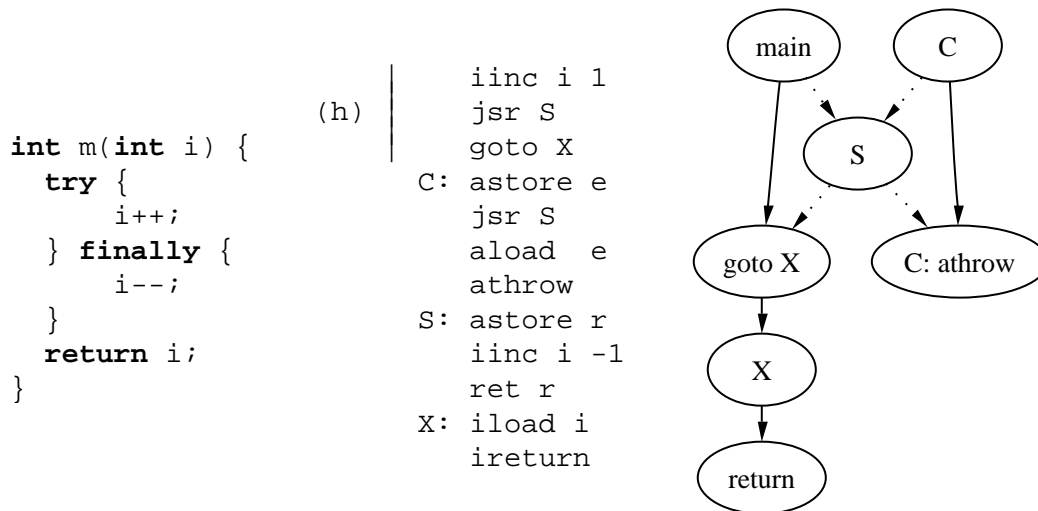 int m(int i) {
  try {
      i++;
  } finally {
      i--;
  }
  return i;
}
(h)
   iinc i 1
   jsr S
   goto X
C: astore e
   jsr S
   aload  e
   athrow
S: astore r
   iinc i -1
   ret r
X: iload i
   ireturn
main
C
S
goto X
C: athrow
X
return